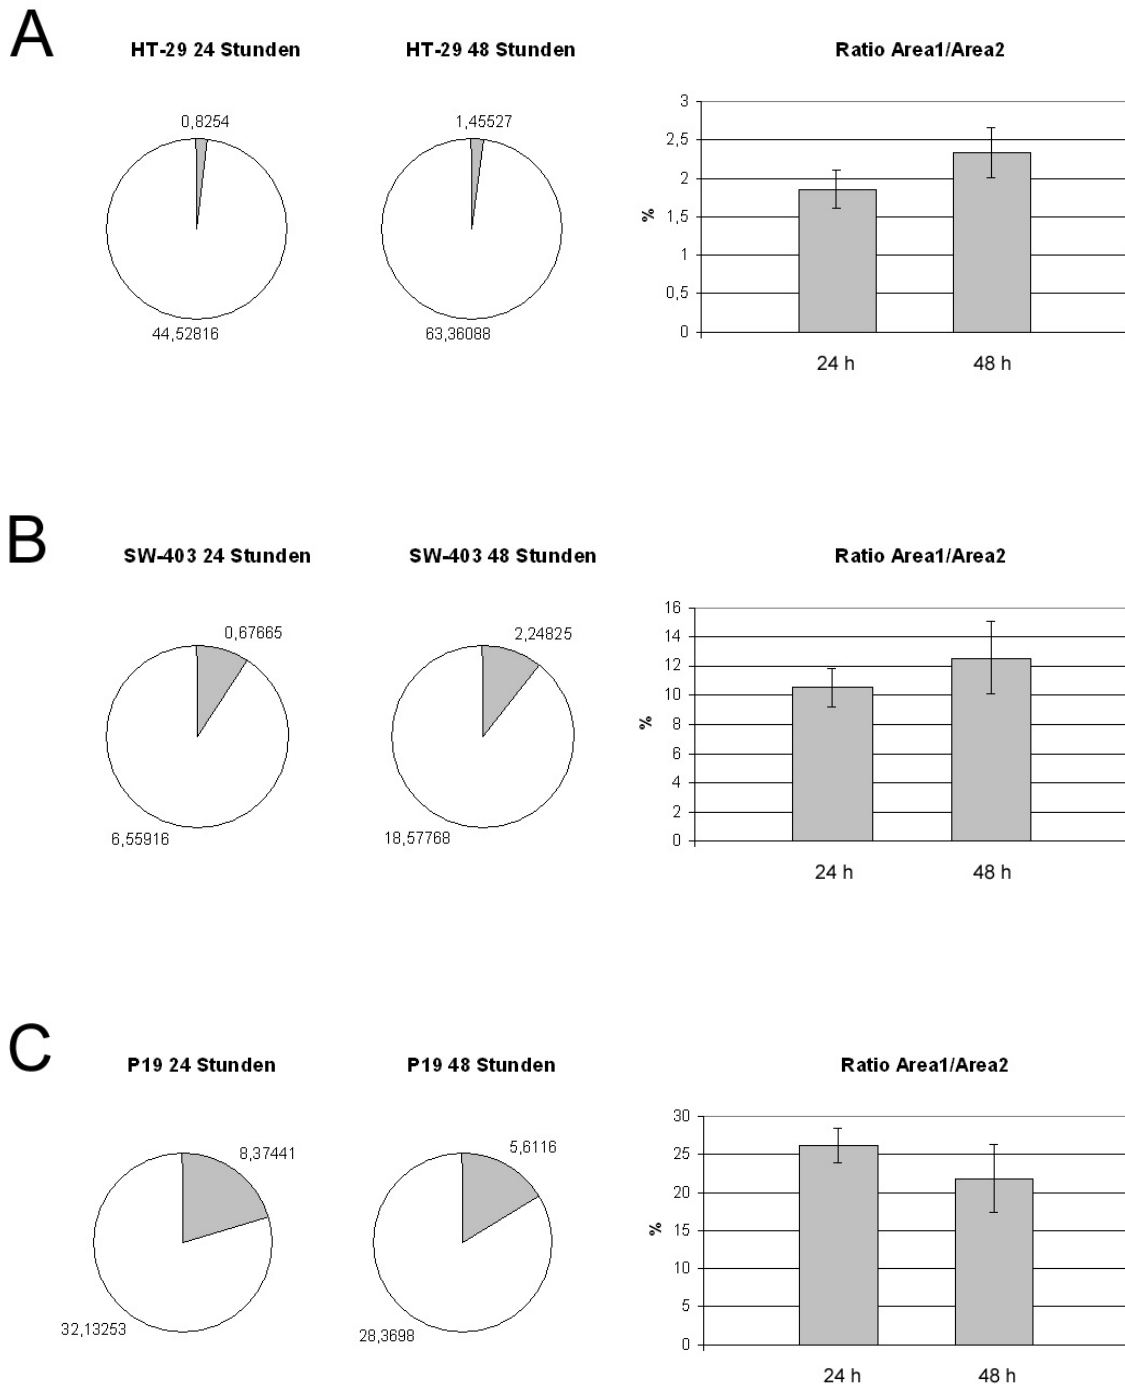 A
HT-29 24 Stunden
0,8254
44,52816
HT-29 48 Stunden
1,45527
63,36088
Ratio Area1/Area2
3
2,5
2
1,5
1
0,5
0
%
24 h 48 h
B
SW-403 24 Stunden
0,67665
6,55916
SW-403 48 Stunden
2,24825
18,57768
Ratio Area1/Area2
16
14
12
10
8
6
4
2
0
%
24 h 48 h
C
P19 24 Stunden
8,37441
32,13253
P19 48 Stunden
5,6116
28,3698
Ratio Area1/Area2
30
25
20
15
10
5
0
%
24 h 48 h